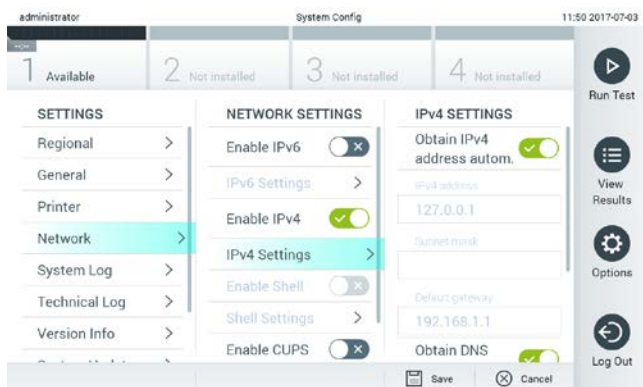 administrator
System Config
11:50 2017-07-03
1 Available
2 Not installed
3 Not installed
4 Not installed
SETTINGS
Regional
General
Printer
Network
System Log
Technical Log
Version Info
NETWORK SETTINGS
Enable IPv6
IPv6 Settings
Enable IPv4
IPv4 Settings
Enable Shell
Shell Settings
Enable CUPS
IPv4 SETTINGS
Obtain IPv4
address autom.
IPv4 address
127.0.0.1
Subnet mask
Default gateway
192.168.1.1
Obtain DNS
Run Test
View
Results
Options
Log Out
Save
Cancel